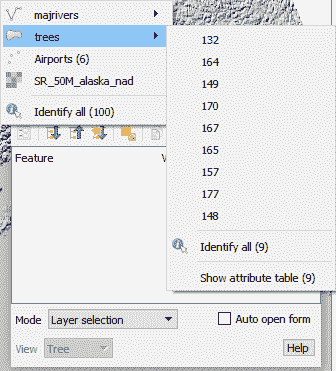 majrivers
trees
Airports (6)
SR_50M_alaska_nad
Identify all (100)
132
164
149
170
167
165
157
177
148
Identify all (9)
Show attribute table (9)
Feature
Mode
Layer selection
Auto open form
View
Tree
Help